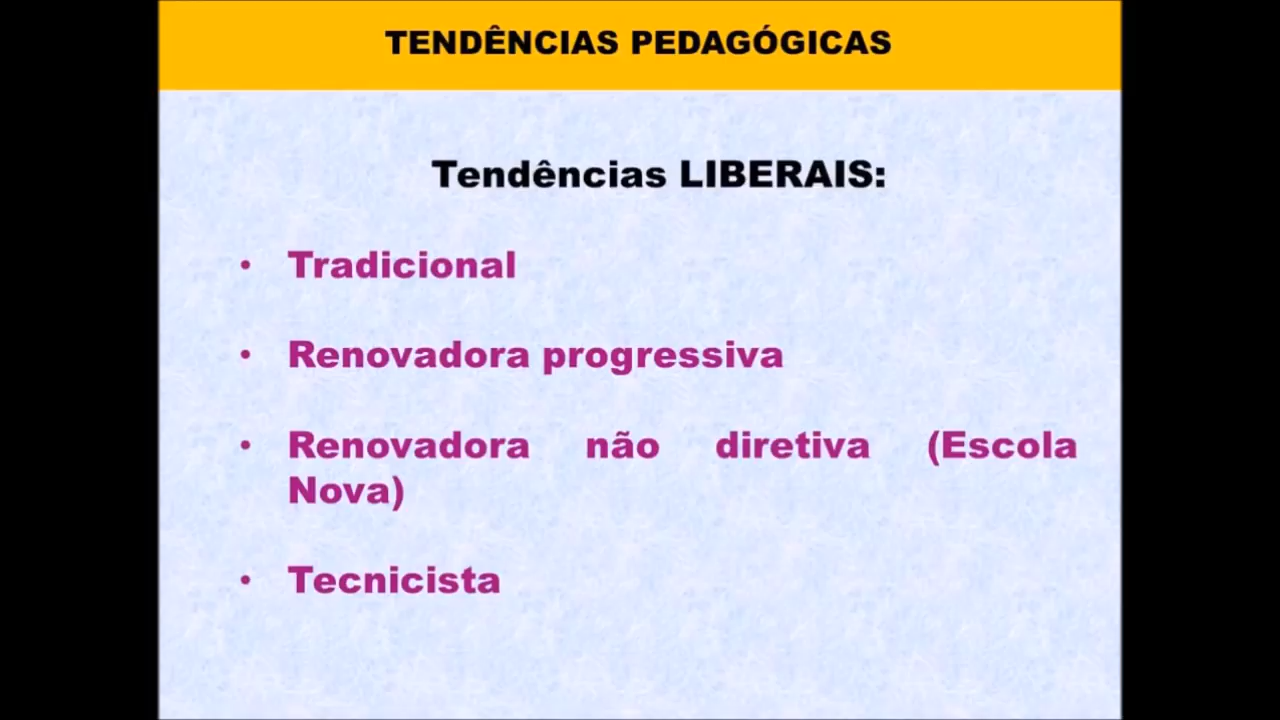 TENDÊNCIAS PEDAGÓGICAS
Tendências LIBERAIS:
• Tradicional
• Renovadora progressiva
• Renovadora não diretiva (Escola
Nova)
• Tecnicista